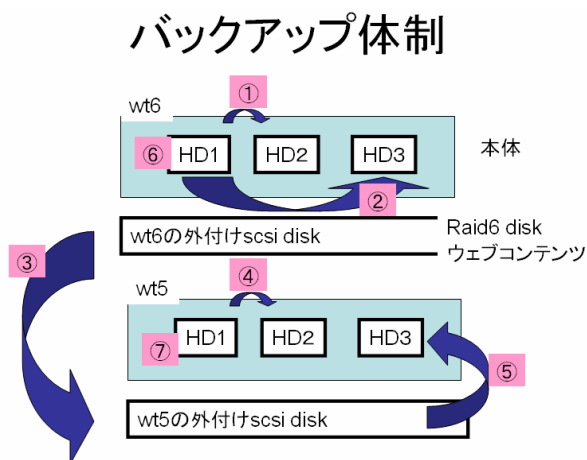 バックアップ体制
①
wt6
⑥ HD1 HD2 HD3 本体
②
wt6の外付けscsi disk Raid6 disk
ウェブコンテンツ
③
④
wt5
⑦ HD1 HD2 HD3
⑤
wt5の外付けscsi disk